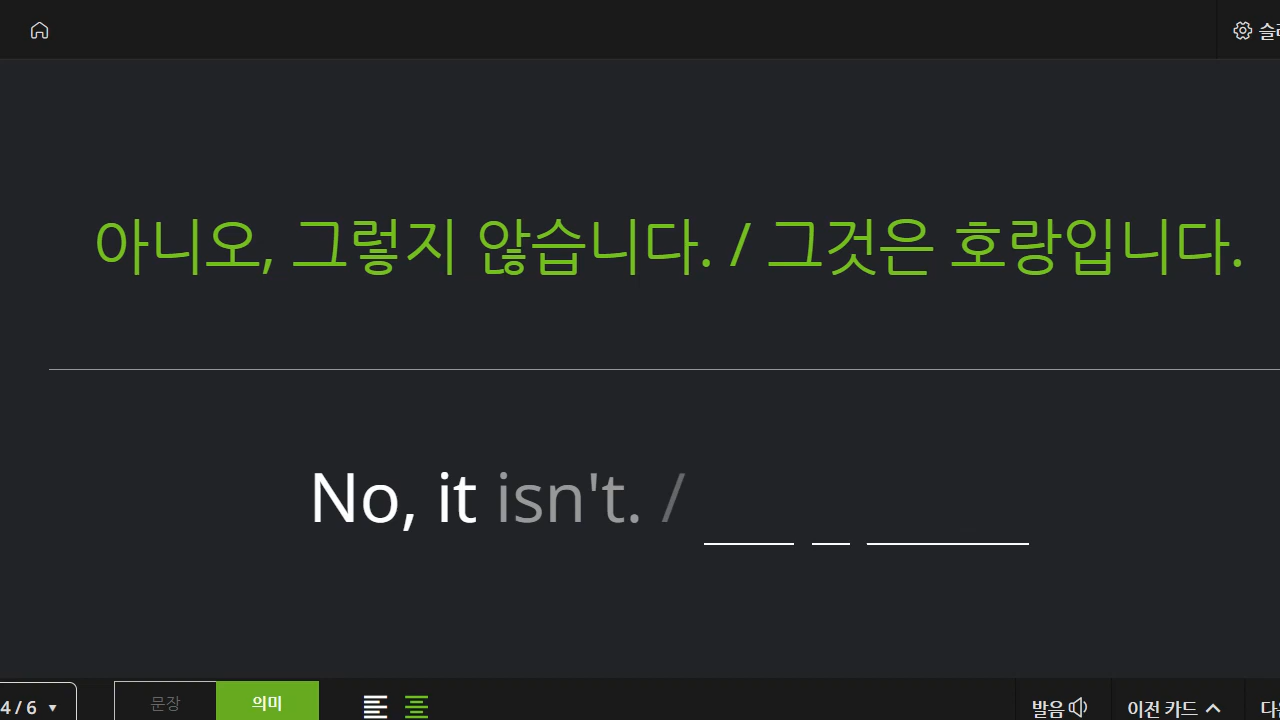 아니오, 그렇지 않습니다. / 그것은 호랑입니다.
No, it isn't. /
4 / 6
문장
의미
발음
이전 카드